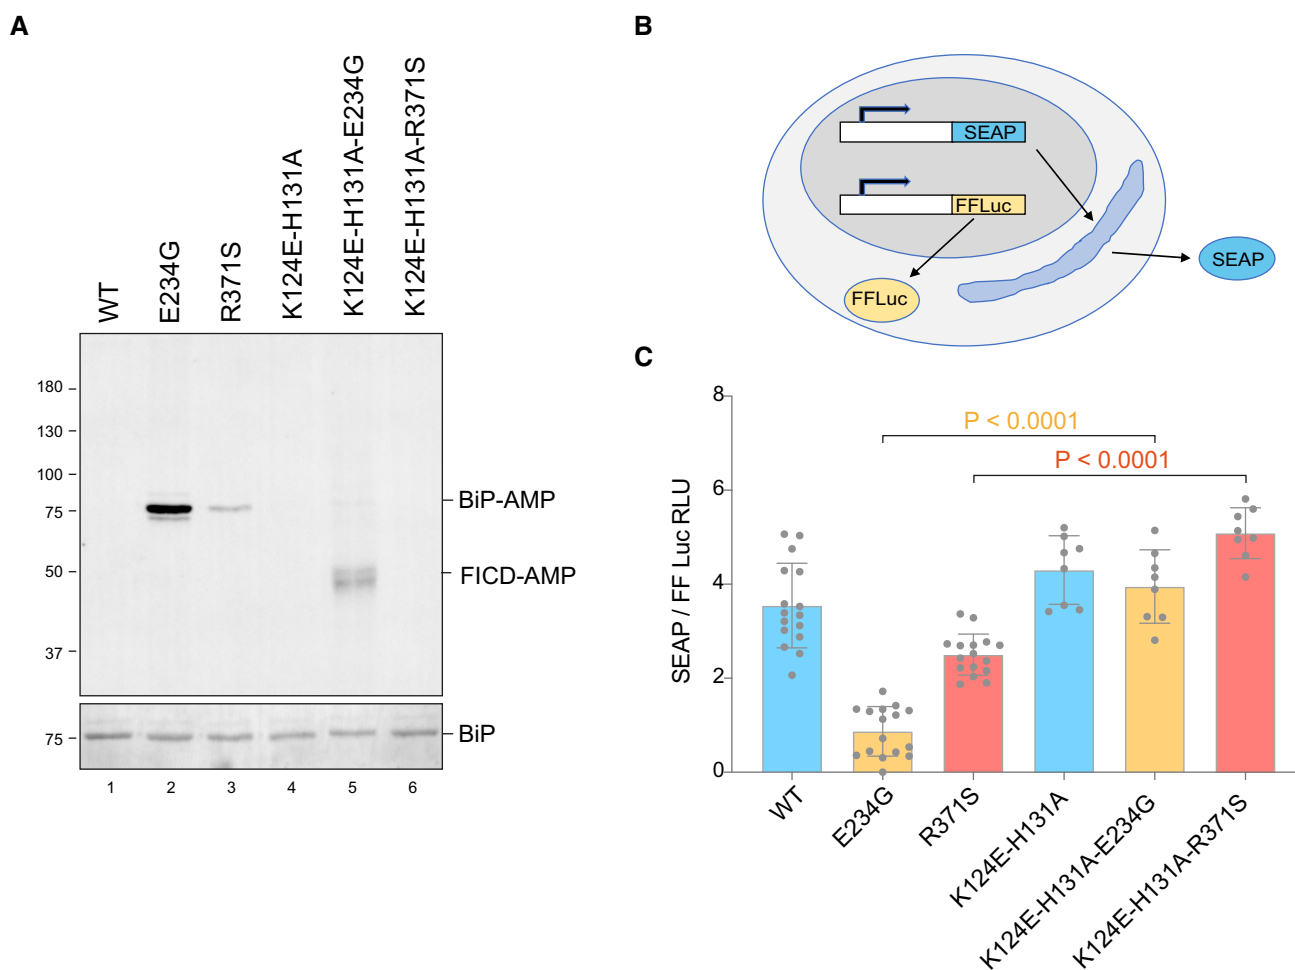 A
WT
E234G
R371S
K124E-H131A
K124E-H131A-E234G
K124E-H131A-R371S
180
130
100
75
50
37
BiP-AMP
FICD-AMP
75
BiP
1 2 3 4 5 6
B
SEAP
FFLuc
FFLuc
SEAP
C
SEAP / FF Luc RLU
8
6
4
2
0
P < 0.0001
P < 0.0001
WT
E234G
R371S
K124E-H131A
K124E-H131A-E234G
K124E-H131A-R371S